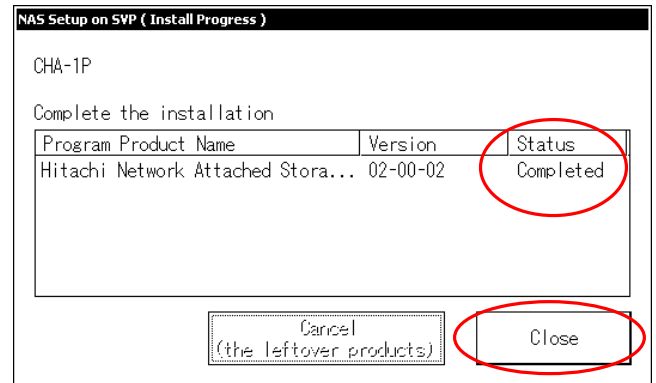 NAS Setup on SVP ( Install Progress )
CHA-1P
Complete the installation
Program Product Name Version Status
Hitachi Network Attached Stora... 02-00-02 Completed
Cancel
(the leftover products)
Close